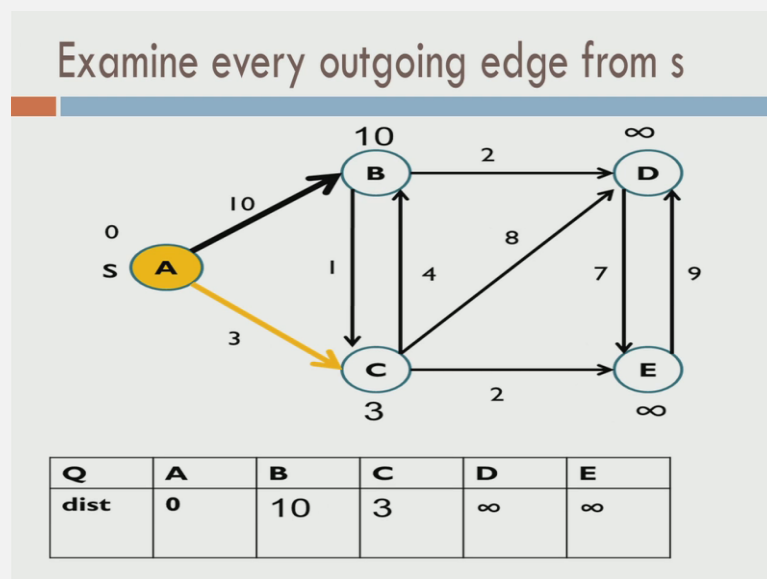 Examine every outgoing edge from s
10
∞
B
2
D
10
0
8
S
A
1
4
7
9
3
C
E
2
3
∞
Q A B C D E
dist 0 10 3 ∞ ∞